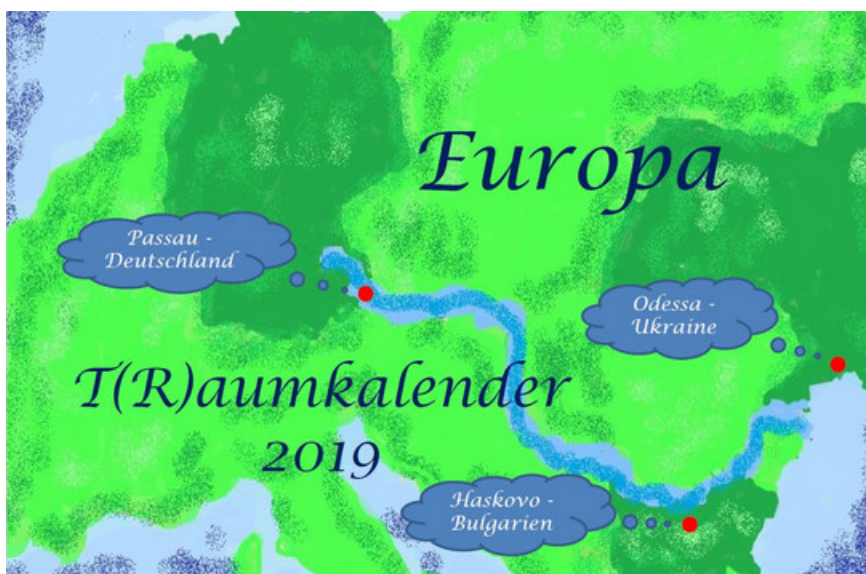 Europa
Passau -
Deutschland
Odessa -
Ukraine
T(R)aumkalender
2019
Haskovo -
Bulgarien